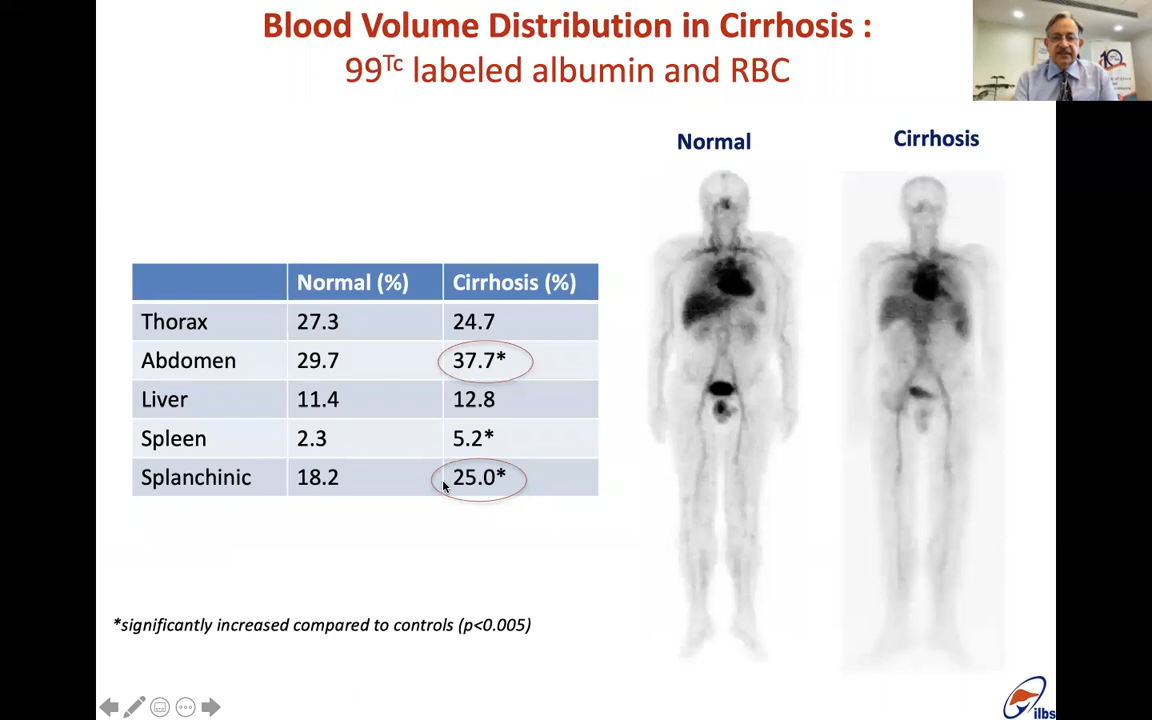 Blood Volume Distribution in Cirrhosis :
99Tc labeled albumin and RBC
Normal
Cirrhosis
Normal (%) Cirrhosis (%)
Thorax 27.3 24.7
Abdomen 29.7 37.7*
Liver 11.4 12.8
Spleen 2.3 5.2*
Splanchinic 18.2 25.0*
*significantly increased compared to controls (p<0.005)
ilbs